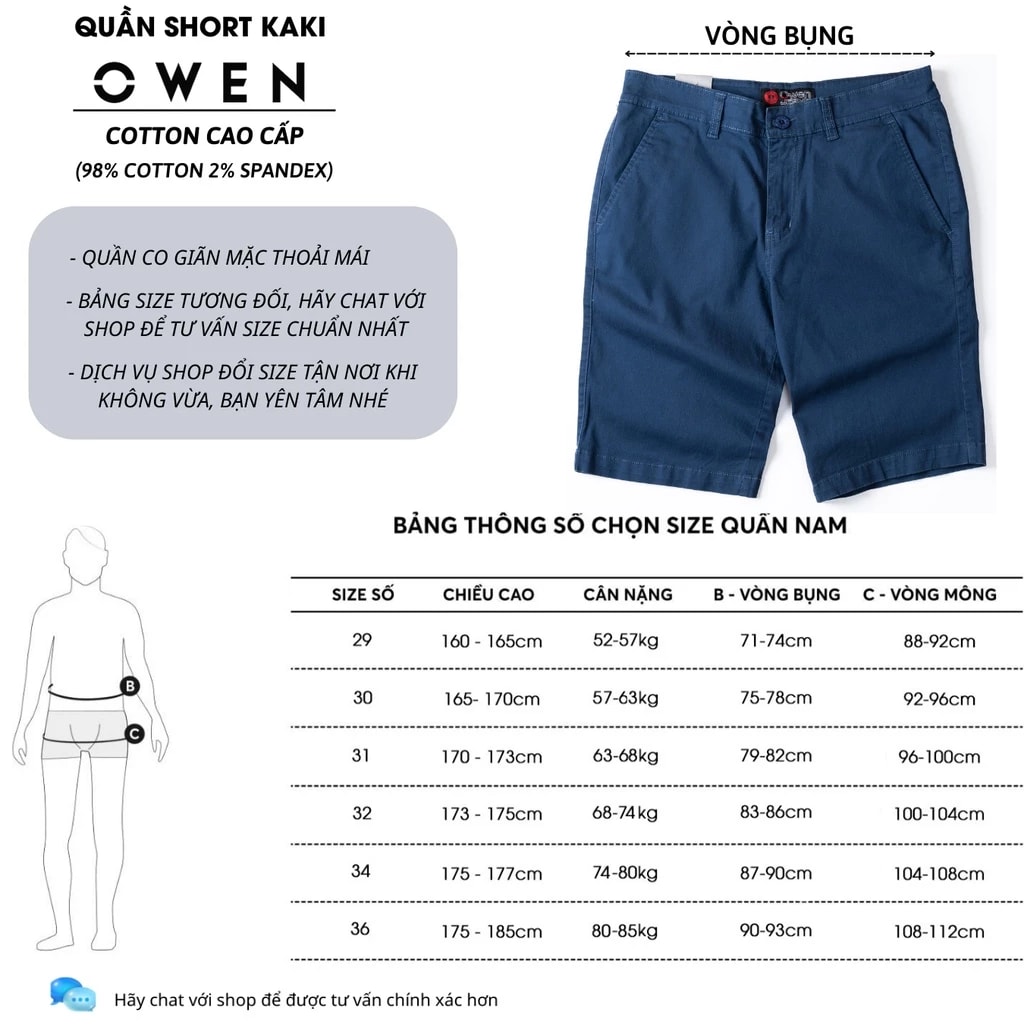 QUẦN SHORT KAKI
OWEN
COTTON CAO CẤP
(98% COTTON 2% SPANDEX)
- QUẦN CO GIÃN MẶC THOẢI MÁI
- BẢNG SIZE TƯƠNG ĐỐI, HÃY CHAT VỚI
SHOP ĐỂ TƯ VẤN SIZE CHUẨN NHẤT
- DỊCH VỤ SHOP ĐỔI SIZE TẬN NƠI KHI
KHÔNG VỪA, BẠN YÊN TÂM NHÉ
VÒNG BỤNG
Owen
BẢNG THÔNG SỐ CHỌN SIZE QUẦN NAM
SIZE SỐ CHIỀU CAO CÂN NẶNG B - VÒNG BỤNG C - VÒNG MÔNG
29 160 - 165cm 52-57kg 71-74cm 88-92cm
30 165- 170cm 57-63kg 75-78cm 92-96cm
31 170 - 173cm 63-68kg 79-82cm 96-100cm
32 173 - 175cm 68-74kg 83-86cm 100-104cm
34 175 - 177cm 74-80kg 87-90cm 104-108cm
36 175 - 185cm 80-85kg 90-93cm 108-112cm
B
C
Hãy chat với shop để được tư vấn chính xác hơn